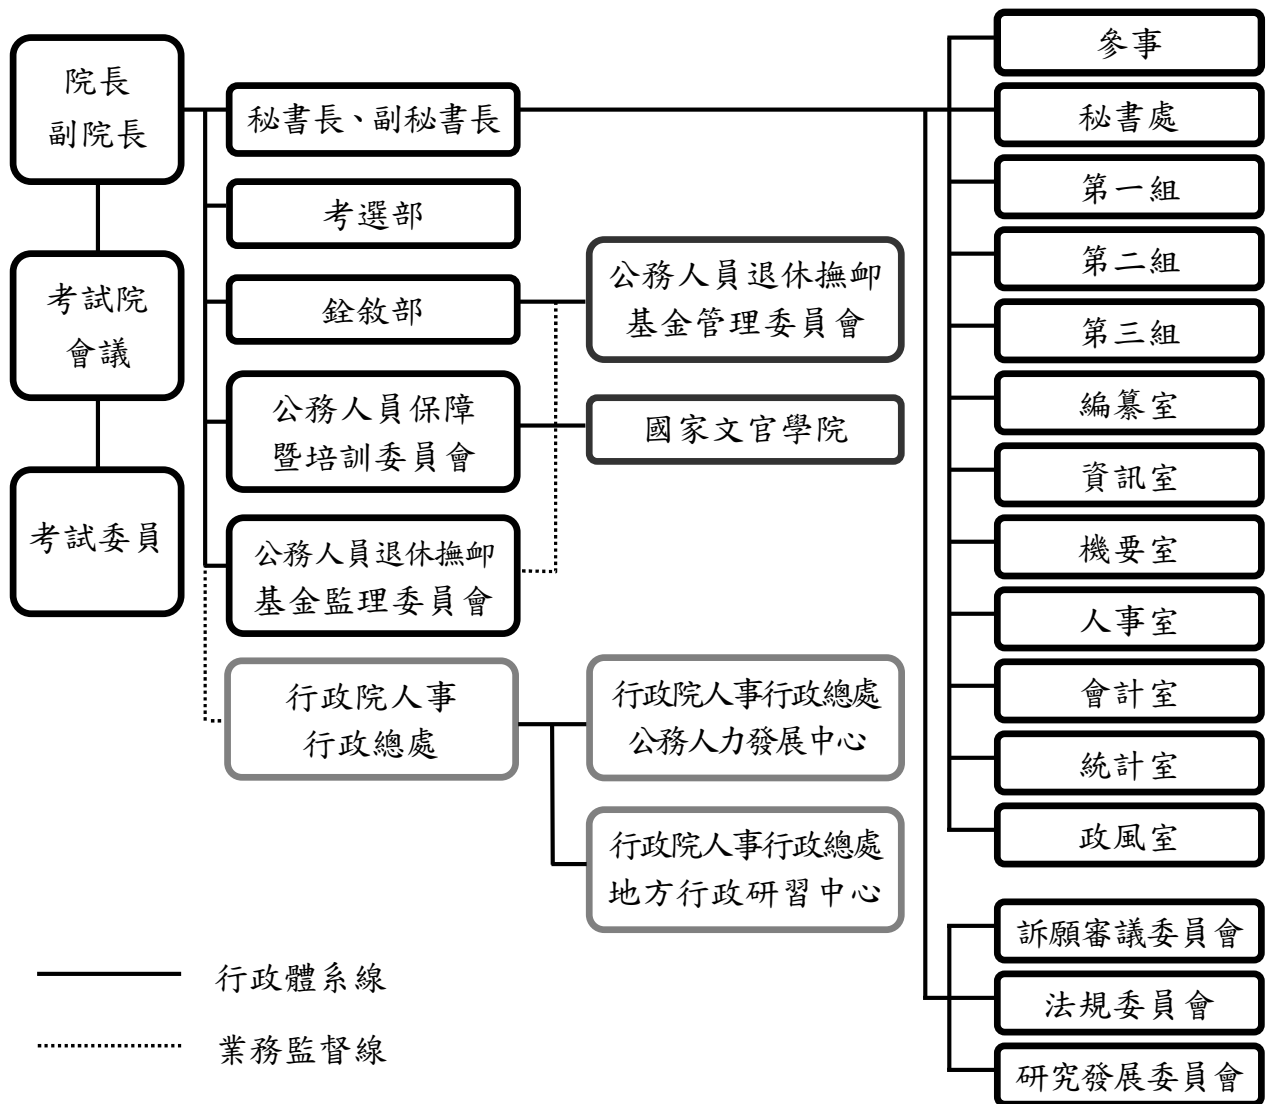 院長
副院長
考試院
會議
考試委員
秘書長、副秘書長
考選部
銓敘部
公務人員保障
暨培訓委員會
公務人員退休撫卹
基金監理委員會
行政院人事
行政總處
公務人員退休撫卹
基金管理委員會
國家文官學院
行政院人事行政總處
公務人力發展中心
行政院人事行政總處
地方行政研習中心
參事
秘書處
第一組
第二組
第三組
編纂室
資訊室
機要室
人事室
會計室
統計室
政風室
訴願審議委員會
法規委員會
研究發展委員會
行政體系線
業務監督線